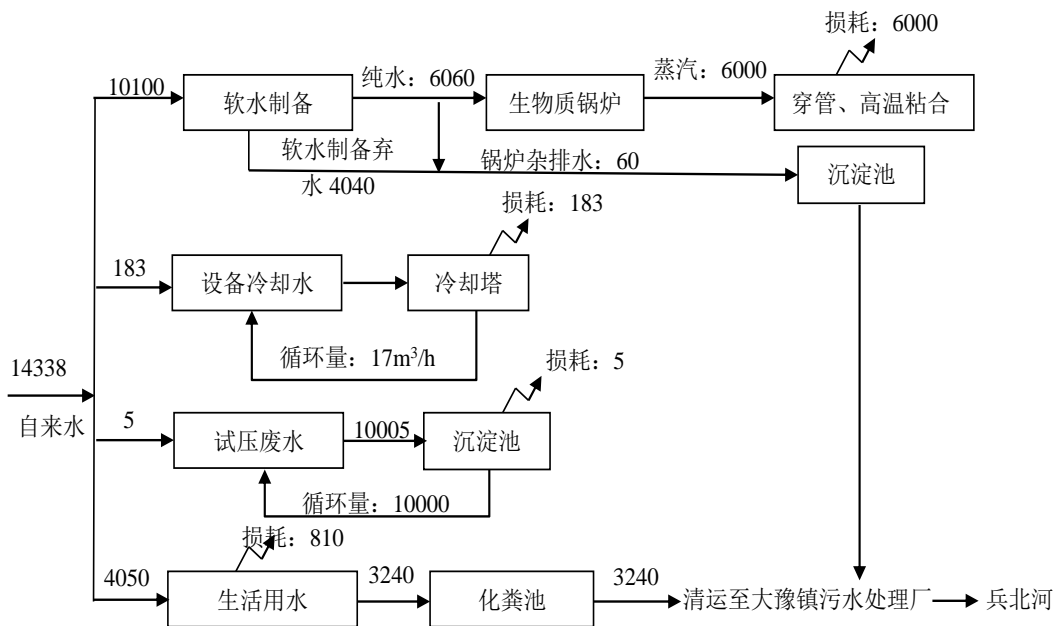 损耗：6000
10100
软水制备
纯水：6060
生物质锅炉
蒸汽：6000
穿管、高温粘合
软水制备弃
水 4040
锅炉杂排水：60
沉淀池
损耗：183
183
设备冷却水
冷却塔
循环量：17m³/h
14338
自来水
损耗：5
5
试压废水
10005
沉淀池
循环量：10000
损耗：810
4050
生活用水
3240
化粪池
3240
清运至大豫镇污水处理厂
兵北河